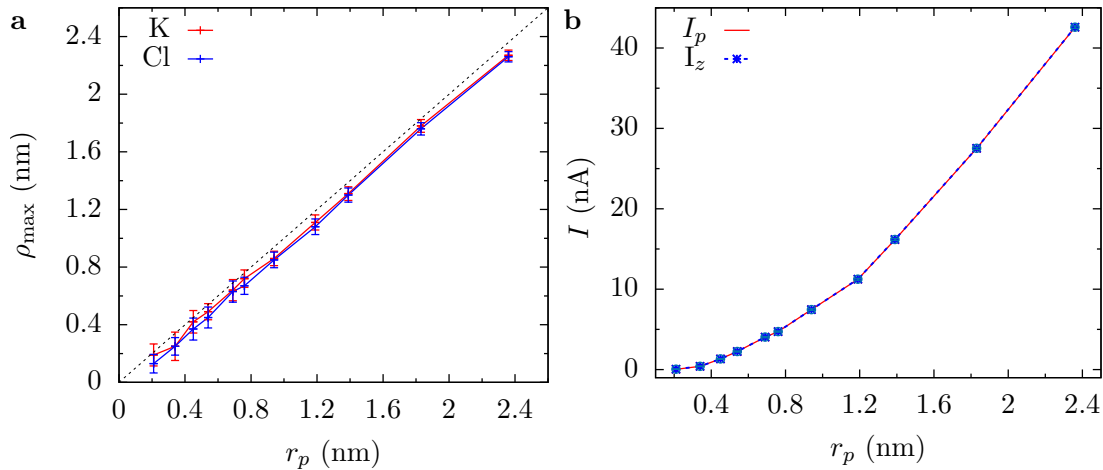 a
K
Cl
ρmax (nm)
2.4
2
1.6
1.2
0.8
0.4
0
0 0.4 0.8 1.2 1.6 2 2.4
rp (nm)
b
Ip
Iz
I (nA)
40
30
20
10
0
0.4 0.8 1.2 1.6 2 2.4
rp (nm)